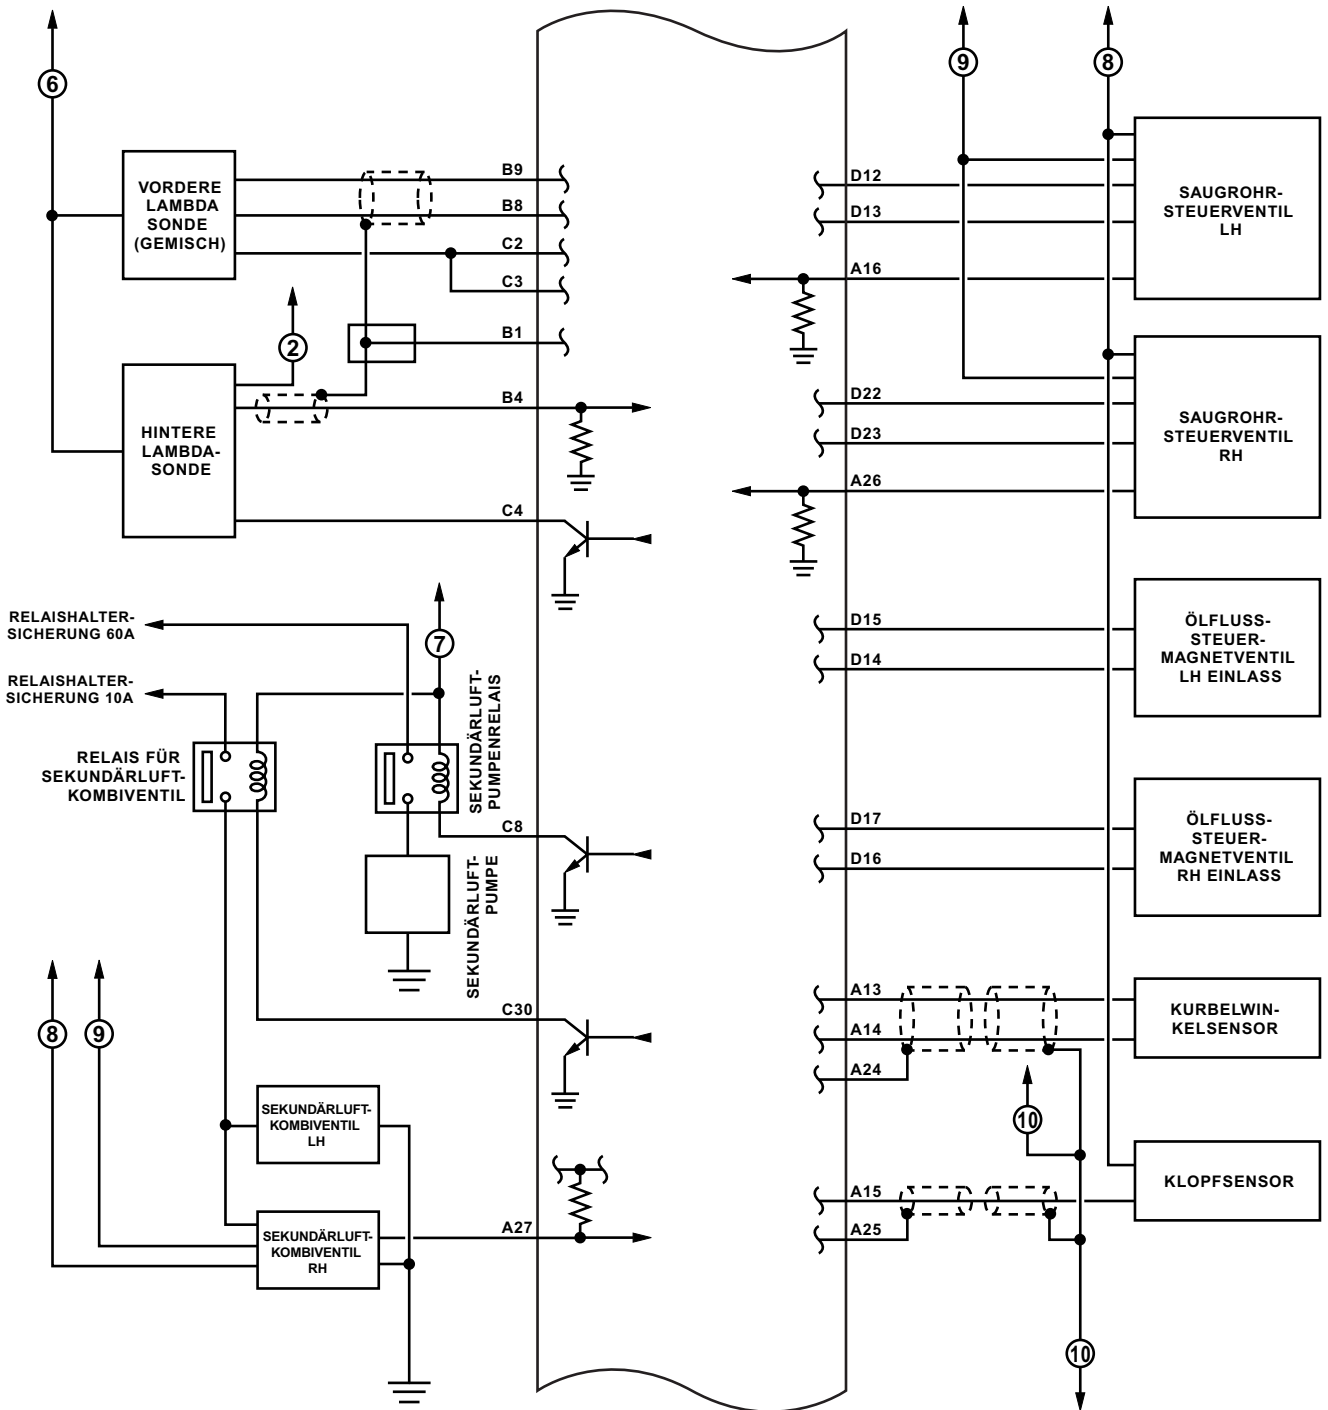 6
VORDERE
LAMBDA
SONDE
(GEMISCH)
B9
B8
C2
C3
B1
2
HINTERE
LAMBDA-
SONDE
B4
C4
RELAISHALTER-
SICHERUNG 60A
RELAISHALTER-
SICHERUNG 10A
7
RELAIS FÜR
SEKUNDÄRLUFT-
KOMBIVENTIL
SEKUNDÄRLUFT-
PUMPENRELAIS
C8
SEKUNDÄRLUFT-
PUMPE
C30
8
9
SEKUNDÄRLUFT-
KOMBIVENTIL
LH
SEKUNDÄRLUFT-
KOMBIVENTIL
RH
A27
9
8
D12
D13
A16
SAUGROHR-
STEUERVENTIL
LH
D22
D23
A26
SAUGROHR-
STEUERVENTIL
RH
D15
D14
ÖLFLUSS-
STEUER-
MAGNETVENTIL
LH EINLASS
D17
D16
ÖLFLUSS-
STEUER-
MAGNETVENTIL
RH EINLASS
A13
A14
A24
KURBELWIN-
KELSENSOR
10
A15
A25
KLOPFSENSOR
10